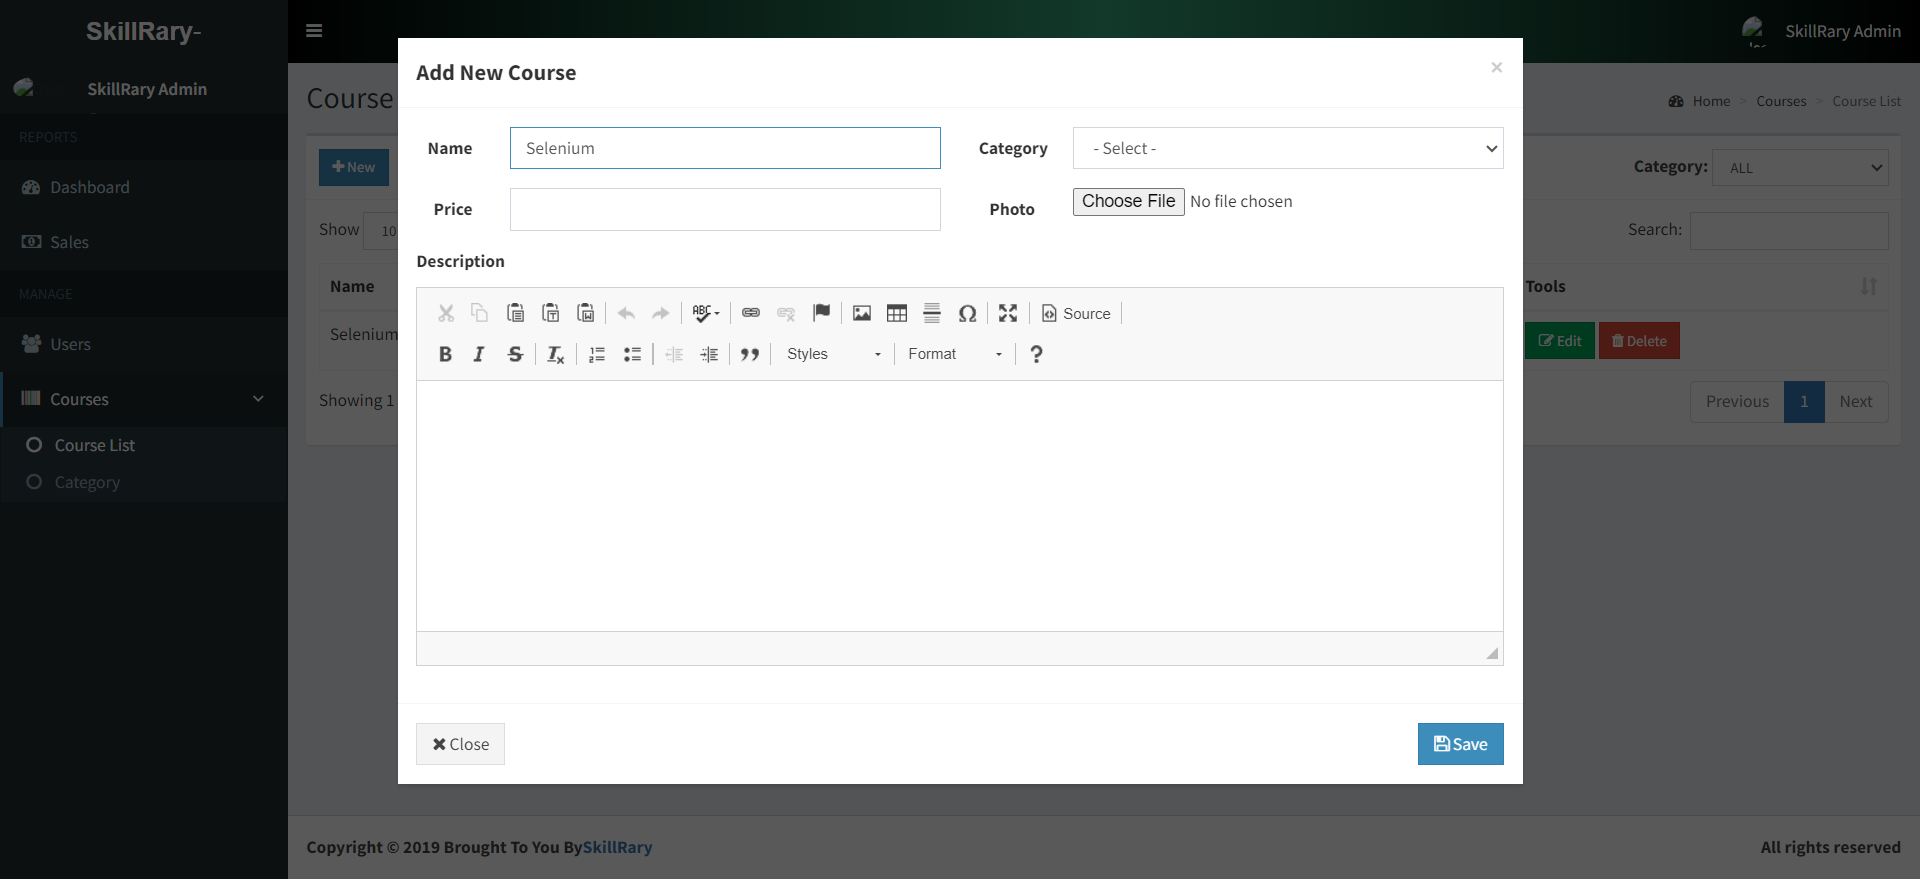 SkillRary-
SkillRary Admin
SkillRary Admin
REPORTS
Dashboard
Sales
MANAGE
Users
Courses
Course List
Category
Course
Home > Courses > Course List
New
Category: ALL
Show 10
Search:
Name
Tools
Selenium
Edit Delete
Showing 1
Previous 1 Next
Add New Course
×
Name Selenium Category - Select -
Price Photo Choose File No file chosen
Description
ABC Source
B I S Styles Format ?
Close Save
Copyright © 2019 Brought To You BySkillRary
All rights reserved